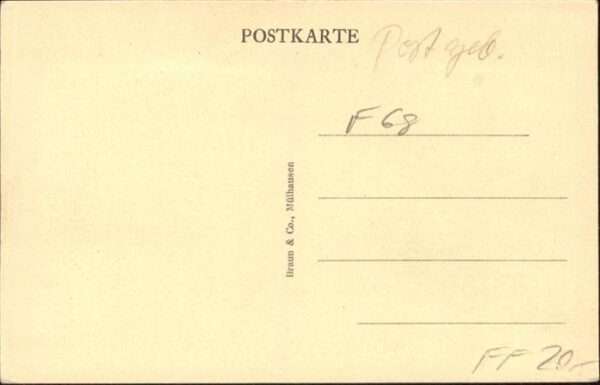 POSTKARTE
Post geb.
F 68
Braun & Co., Mülhausen
FF 20.-